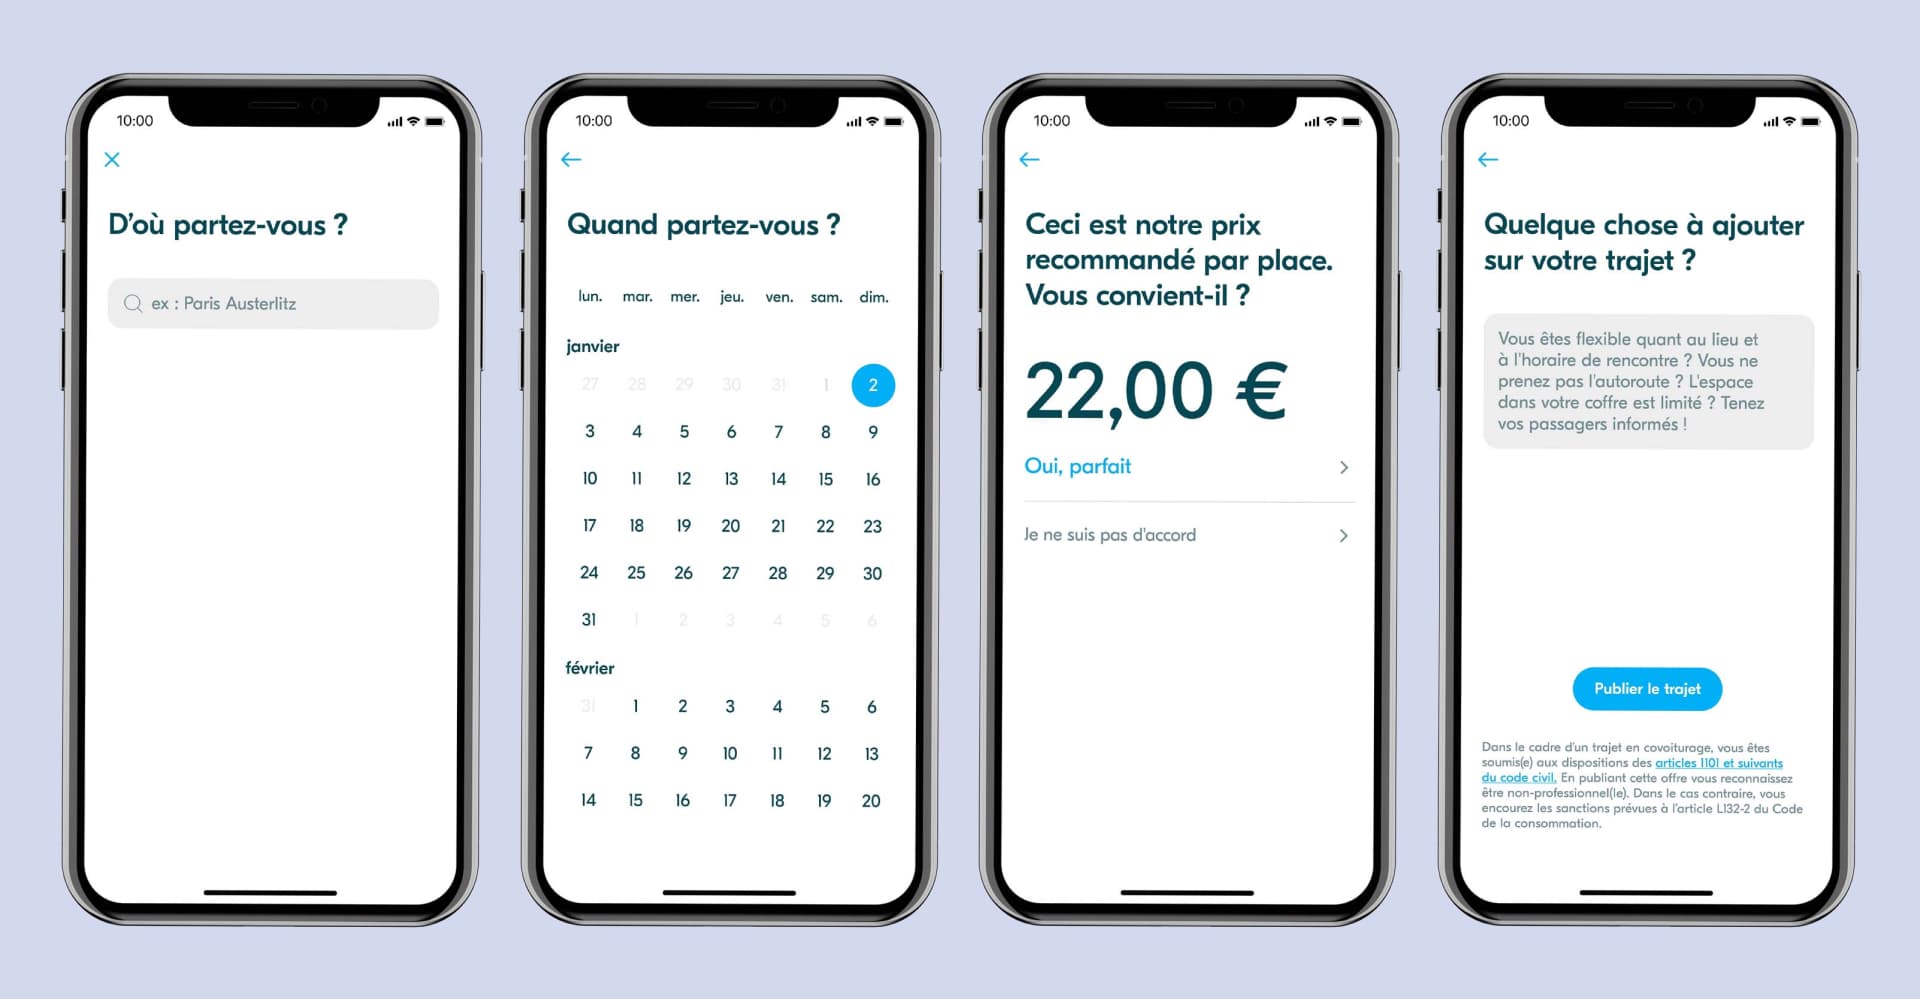 10:00
D'où partez-vous ?
ex : Paris Austerlitz
10:00
Quand partez-vous ?
lun. mar. mer. jeu. ven. sam. dim.
janvier
27 28 29 30 31 1 2
3 4 5 6 7 8 9
10 11 12 13 14 15 16
17 18 19 20 21 22 23
24 25 26 27 28 29 30
31 1 2 3 4 5 6
février
31 1 2 3 4 5 6
7 8 9 10 11 12 13
14 15 16 17 18 19 20
10:00
Ceci est notre prix
recommandé par place.
Vous convient-il ?
22,00 €
Oui, parfait
Je ne suis pas d'accord
10:00
Quelque chose à ajouter
sur votre trajet ?
Vous êtes flexible quant au lieu et
à l'horaire de rencontre ? Vous ne
prenez pas l'autoroute ? L'espace
dans votre coffre est limité ? Tenez
vos passagers informés !
Publier le trajet
Dans le cadre d'un trajet en covoiturage, vous êtes
soumis(e) aux dispositions des articles 1101 et suivants
du code civil. En publiant cette offre vous reconnaissez
être non-professionnel(le). Dans le cas contraire, vous
encourez les sanctions prévues à l'article L132-2 du Code
de la consommation.